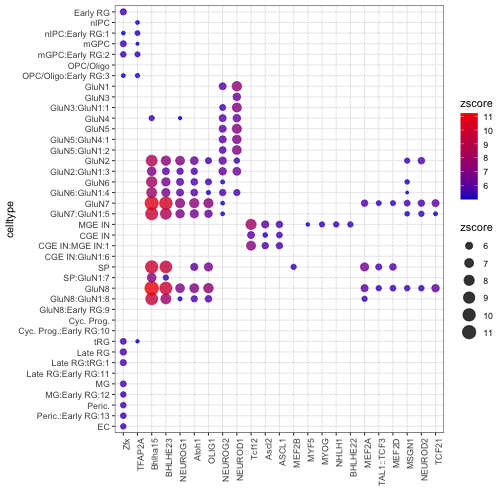 Early RG
nIPC
nIPC:Early RG:1
mGPC
mGPC:Early RG:2
OPC/Oligo
OPC/Oligo:Early RG:3
GluN1
GluN3
GluN3:GluN1:1
GluN4
GluN5
GluN5:GluN4:1
GluN5:GluN1:2
GluN2
GluN2:GluN1:3
GluN6
GluN6:GluN1:4
GluN7
GluN7:GluN1:5
MGE IN
CGE IN
CGE IN:MGE IN:1
CGE IN:GluN1:6
SP
SP:GluN1:7
GluN8
GluN8:GluN1:8
GluN8:Early RG:9
Cyc. Prog.
Cyc. Prog.:Early RG:10
tRG
Late RG
Late RG:tRG:1
Late RG:Early RG:11
MG
MG:Early RG:12
Peric.
Peric.:Early RG:13
EC
celltype
Zfx
TFAP2A
Bhlha15
BHLHE23
NEUROG1
Atoh1
OLIG1
NEUROG2
NEUROD1
Tcf12
Ascl2
ASCL1
MEF2B
MYF5
MYOG
NHLH1
BHLHE22
MEF2A
TAL1::TCF3
MEF2D
MSGN1
NEUROD2
TCF21
zscore
11
10
9
8
7
6
zscore
6
7
8
9
10
11